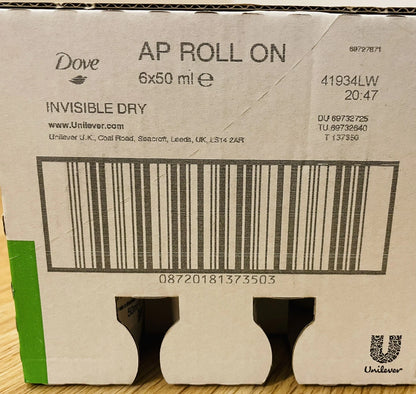 AP ROLL ON
69727871
Dove
6x50 ml ℮
41934LW
20:47
INVISIBLE DRY
www.Unilever.com
DU 69732725
TU 69732640
T 137350
Unilever U.K., Coal Road, Seacroft, Leeds, UK, LS14 2AR
08720181373503
Unilever